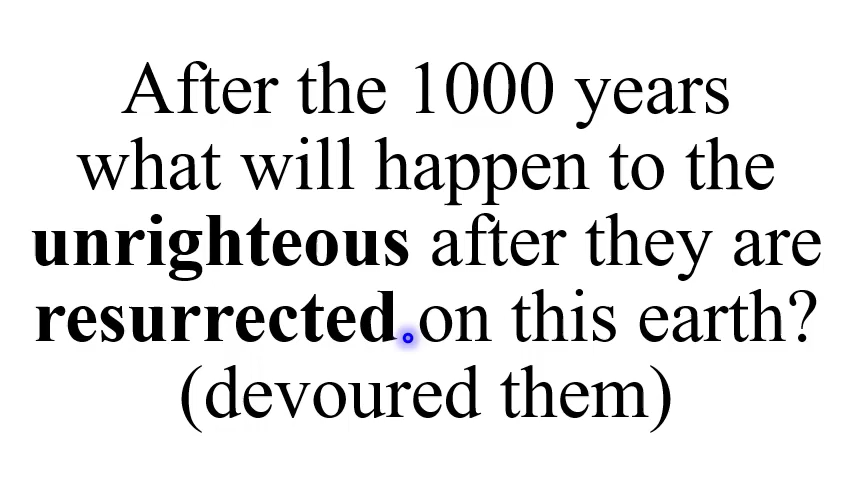 After the 1000 years
what will happen to the
unrighteous after they are
resurrected on this earth?
(devoured them)